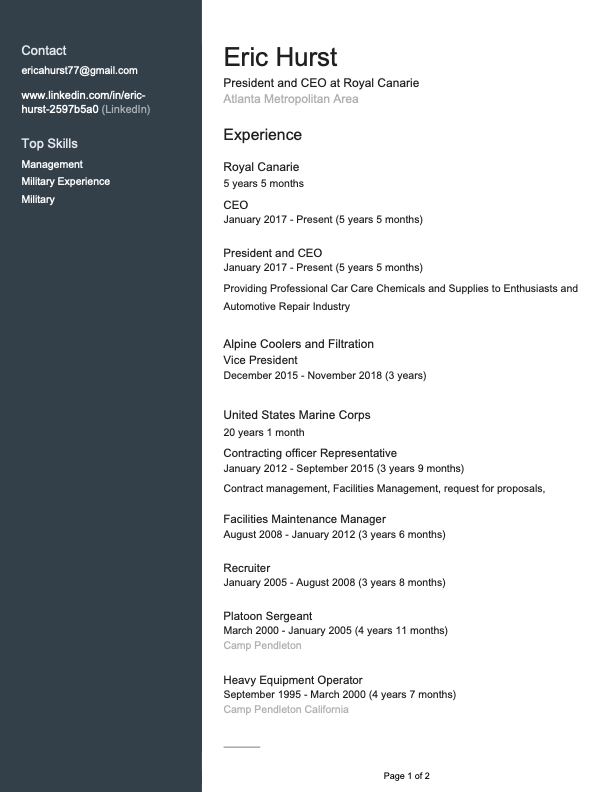 Contact
ericahurst77@gmail.com
www.linkedin.com/in/eric-
hurst-2597b5a0 (LinkedIn)
Top Skills
Management
Military Experience
Military
Eric Hurst
President and CEO at Royal Canarie
Atlanta Metropolitan Area
Experience
Royal Canarie
5 years 5 months
CEO
January 2017 - Present (5 years 5 months)
President and CEO
January 2017 - Present (5 years 5 months)
Providing Professional Car Care Chemicals and Supplies to Enthusiasts and
Automotive Repair Industry
Alpine Coolers and Filtration
Vice President
December 2015 - November 2018 (3 years)
United States Marine Corps
20 years 1 month
Contracting officer Representative
January 2012 - September 2015 (3 years 9 months)
Contract management, Facilities Management, request for proposals,
Facilities Maintenance Manager
August 2008 - January 2012 (3 years 6 months)
Recruiter
January 2005 - August 2008 (3 years 8 months)
Platoon Sergeant
March 2000 - January 2005 (4 years 11 months)
Camp Pendleton
Heavy Equipment Operator
September 1995 - March 2000 (4 years 7 months)
Camp Pendleton California
Page 1 of 2